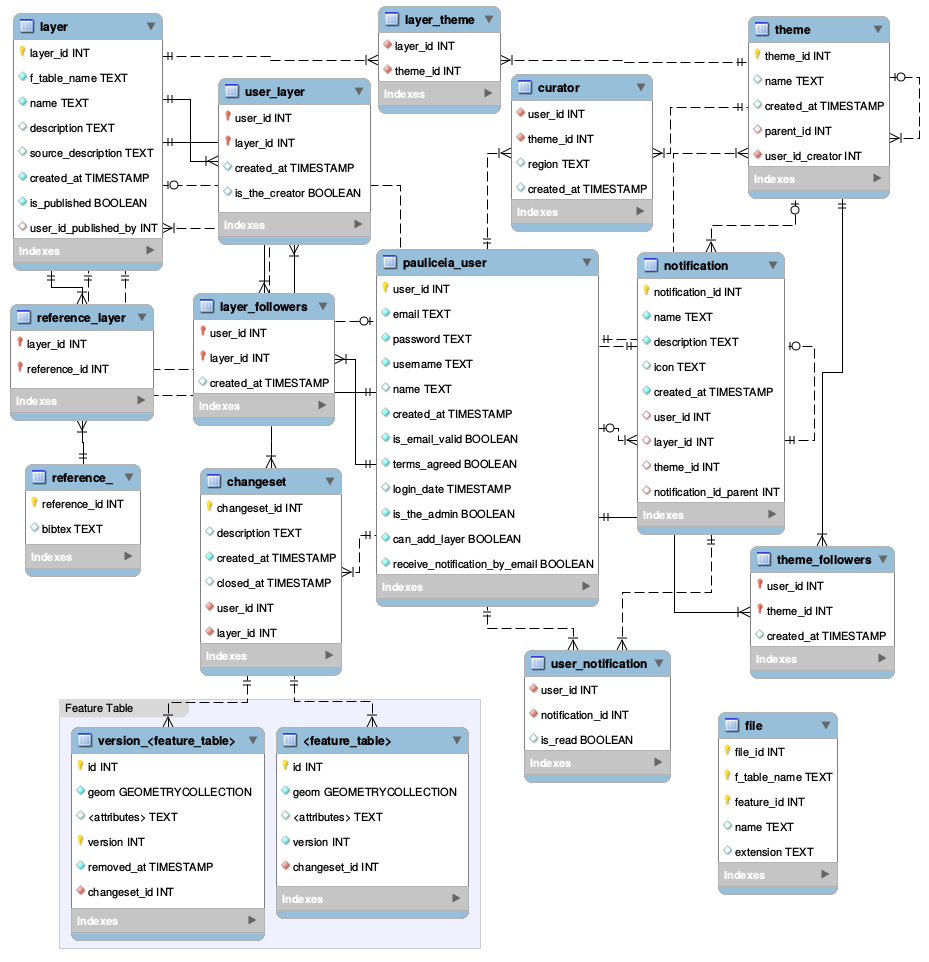 layer
layer_id INT
f_table_name TEXT
name TEXT
description TEXT
source_description TEXT
created_at TIMESTAMP
is_published BOOLEAN
user_id_published_by INT
Indexes
user_layer
user_id INT
layer_id INT
created_at TIMESTAMP
is_the_creator BOOLEAN
Indexes
layer_theme
layer_id INT
theme_id INT
Indexes
curator
user_id INT
theme_id INT
region TEXT
created_at TIMESTAMP
Indexes
theme
theme_id INT
name TEXT
created_at TIMESTAMP
parent_id INT
user_id_creator INT
Indexes
reference_layer
layer_id INT
reference_id INT
Indexes
layer_followers
user_id INT
layer_id INT
created_at TIMESTAMP
Indexes
pauliceia_user
user_id INT
email TEXT
password TEXT
username TEXT
name TEXT
created_at TIMESTAMP
is_email_valid BOOLEAN
terms_agreed BOOLEAN
login_date TIMESTAMP
is_the_admin BOOLEAN
can_add_layer BOOLEAN
receive_notification_by_email BOOLEAN
Indexes
notification
notification_id INT
name TEXT
description TEXT
icon TEXT
created_at TIMESTAMP
user_id INT
layer_id INT
theme_id INT
notification_id_parent INT
Indexes
reference_
reference_id INT
bibtex TEXT
Indexes
changeset
changeset_id INT
description TEXT
created_at TIMESTAMP
closed_at TIMESTAMP
user_id INT
layer_id INT
Indexes
theme_followers
user_id INT
theme_id INT
created_at TIMESTAMP
Indexes
user_notification
user_id INT
notification_id INT
is_read BOOLEAN
Indexes
Feature Table
version_<feature_table>
id INT
geom GEOMETRYCOLLECTION
<attributes> TEXT
version INT
removed_at TIMESTAMP
changeset_id INT
Indexes
<feature_table>
id INT
geom GEOMETRYCOLLECTION
<attributes> TEXT
version INT
changeset_id INT
Indexes
file
file_id INT
f_table_name TEXT
feature_id INT
name TEXT
extension TEXT
Indexes